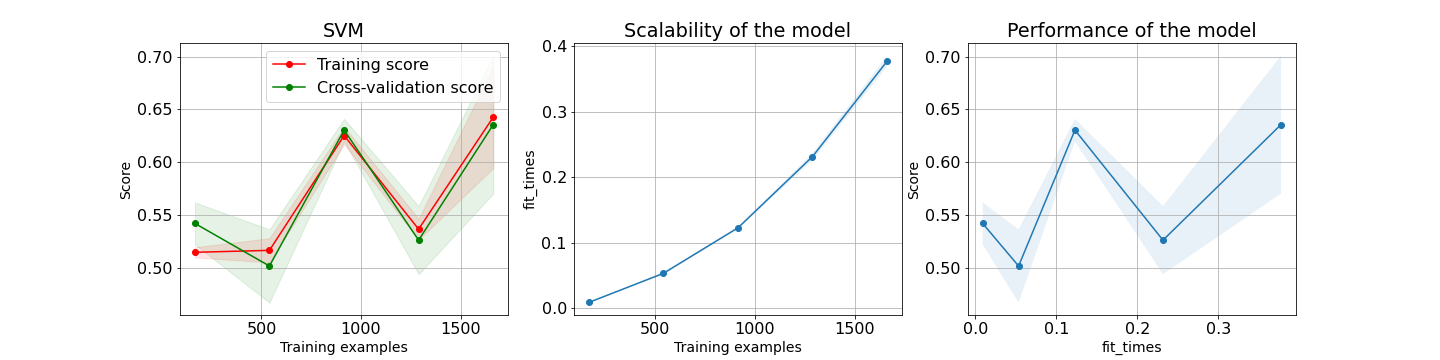 SVM
Score
0.70
0.65
0.60
0.55
0.50
Training score
Cross-validation score
500 1000 1500
Training examples
Scalability of the model
fit_times
0.4
0.3
0.2
0.1
0.0
500 1000 1500
Training examples
Performance of the model
Score
0.70
0.65
0.60
0.55
0.50
0.0 0.1 0.2 0.3
fit_times